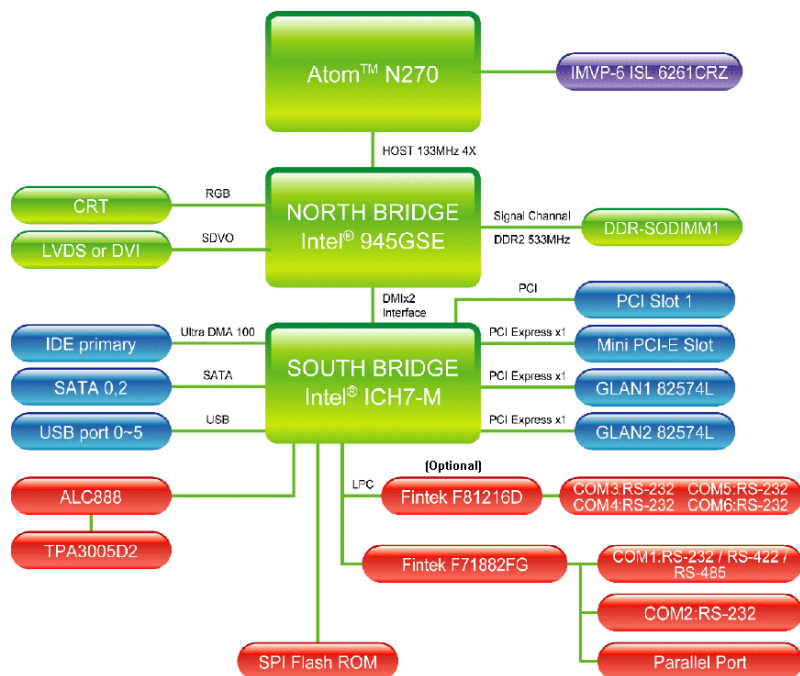 Atom™ N270
IMVP-6 ISL 6261CRZ
HOST 133MHz 4X
CRT
RGB
NORTH BRIDGE
Intel® 945GSE
LVDS or DVI
SDVO
Signal Channel
DDR2 533MHz
DDR-SODIMM1
DMIx2
Interface
PCI
PCI Slot 1
IDE primary
Ultra DMA 100
SOUTH BRIDGE
Intel® ICH7-M
PCI Express x1
Mini PCI-E Slot
SATA 0,2
SATA
PCI Express x1
GLAN1 82574L
USB port 0~5
USB
PCI Express x1
GLAN2 82574L
(Optional)
LPC
ALC888
Fintek F81216D
COM3:RS-232 COM5:RS-232
COM4:RS-232 COM6:RS-232
TPA3005D2
Fintek F71882FG
COM1:RS-232 / RS-422 /
RS-485
COM2:RS-232
SPI Flash ROM
Parallel Port